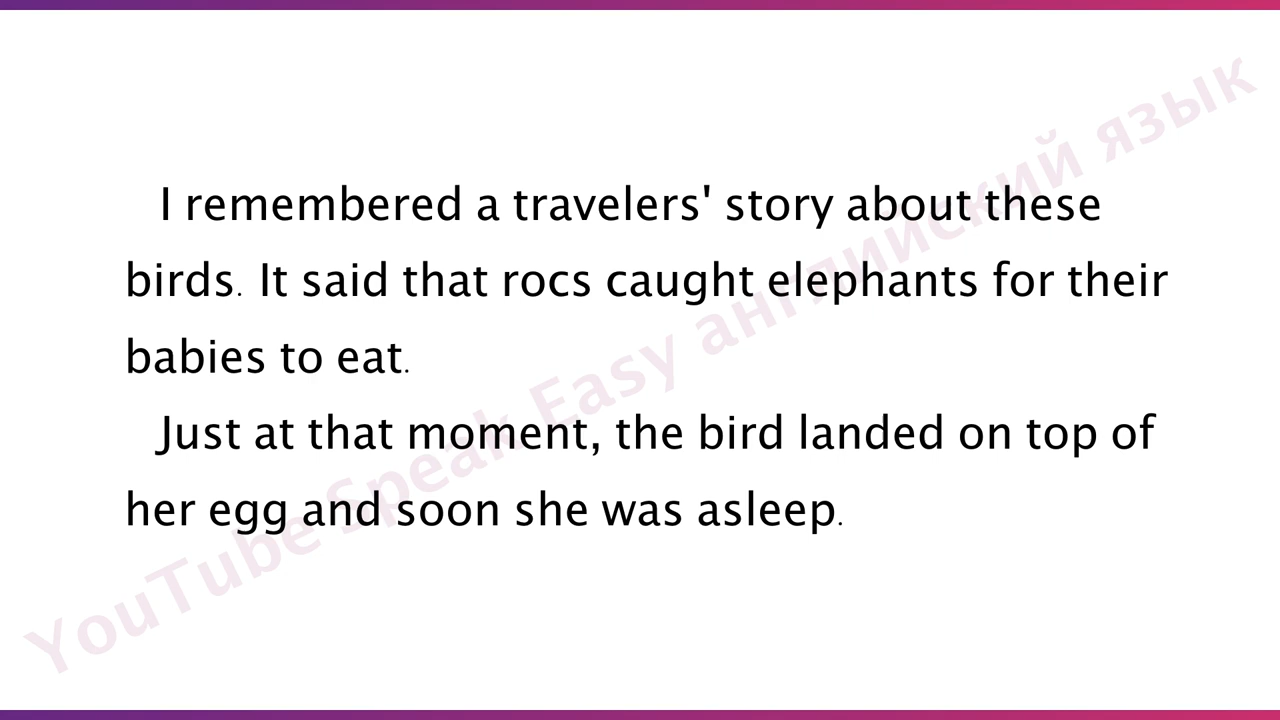 I remembered a travelers' story about these
birds. It said that rocs caught elephants for their
babies to eat.
Just at that moment, the bird landed on top of
her egg and soon she was asleep.
YouTube Speak Easy английский язык